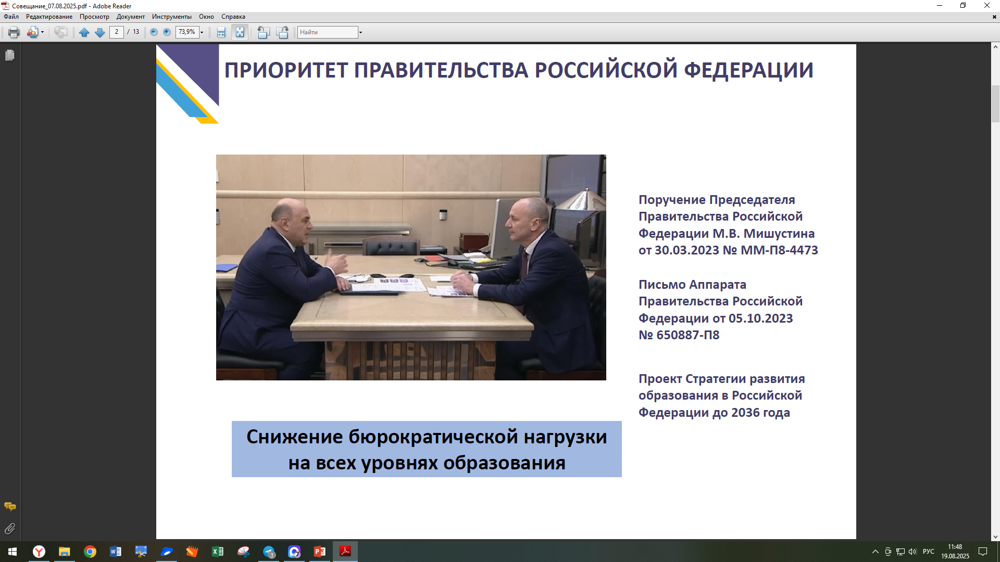 Совещание_07.08.2025.pdf - Adobe Reader
Файл Редактирование Просмотр Документ Инструменты Окно Справка
2 / 13 73,9% Найти
ПРИОРИТЕТ ПРАВИТЕЛЬСТВА РОССИЙСКОЙ ФЕДЕРАЦИИ
Поручение Председателя
Правительства Российской
Федерации М.В. Мишустина
от 30.03.2023 № ММ-П8-4473
Письмо Аппарата
Правительства Российской
Федерации от 05.10.2023
№ 650887-П8
Проект Стратегии развития
образования в Российской
Федерации до 2036 года
Снижение бюрократической нагрузки
на всех уровнях образования
3 7 РУС 11:48
19.08.2025